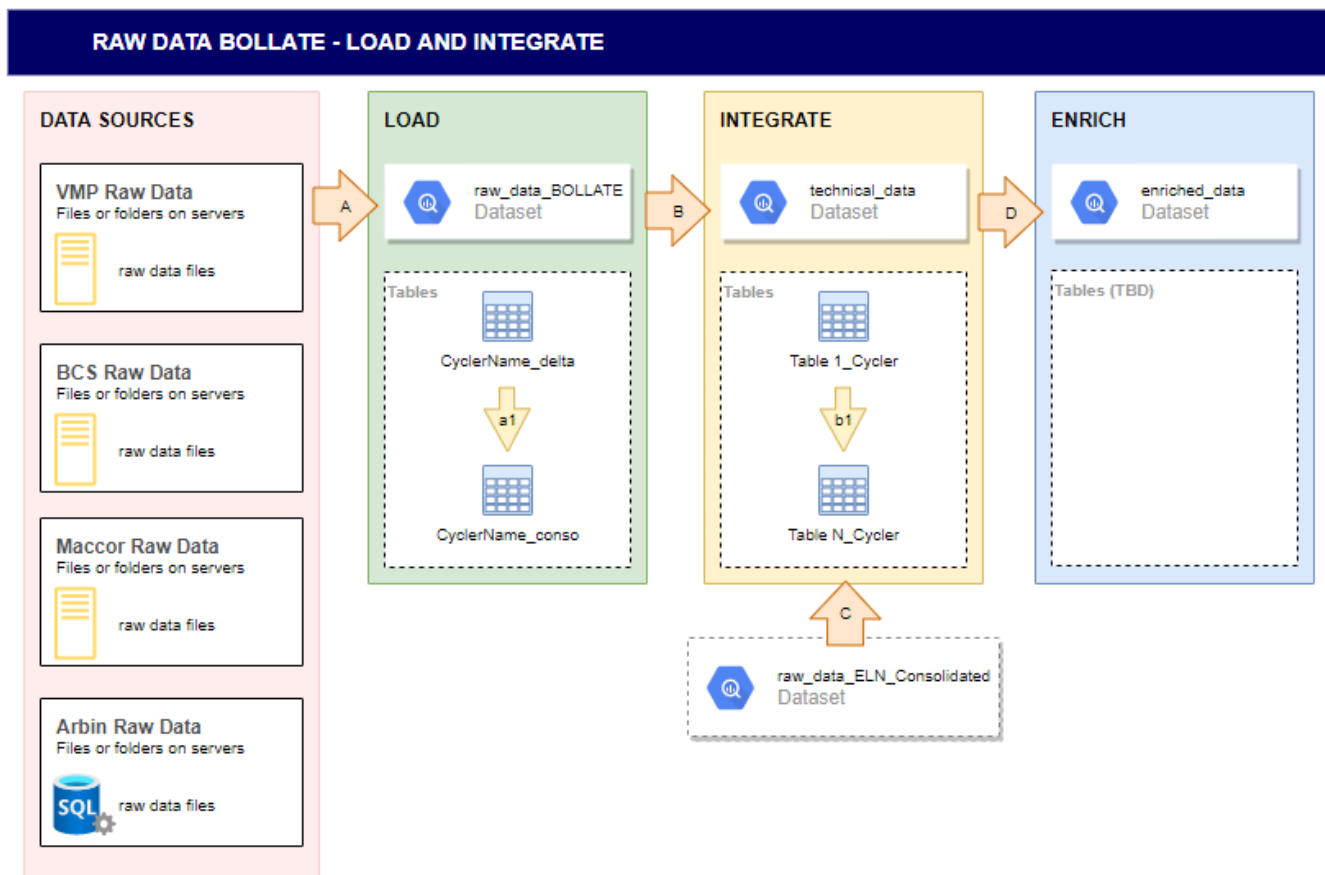 RAW DATA BOLLATE - LOAD AND INTEGRATE
DATA SOURCES
VMP Raw Data
Files or folders on servers
raw data files
BCS Raw Data
Files or folders on servers
raw data files
Maccor Raw Data
Files or folders on servers
raw data files
Arbin Raw Data
Files or folders on servers
SQL
raw data files
A
LOAD
raw_data_BOLLATE
Dataset
Tables
CyclerName_delta
a1
CyclerName_conso
B
INTEGRATE
technical_data
Dataset
Tables
Table 1_Cycler
b1
Table N_Cycler
C
raw_data_ELN_Consolidated
Dataset
D
ENRICH
enriched_data
Dataset
Tables (TBD)